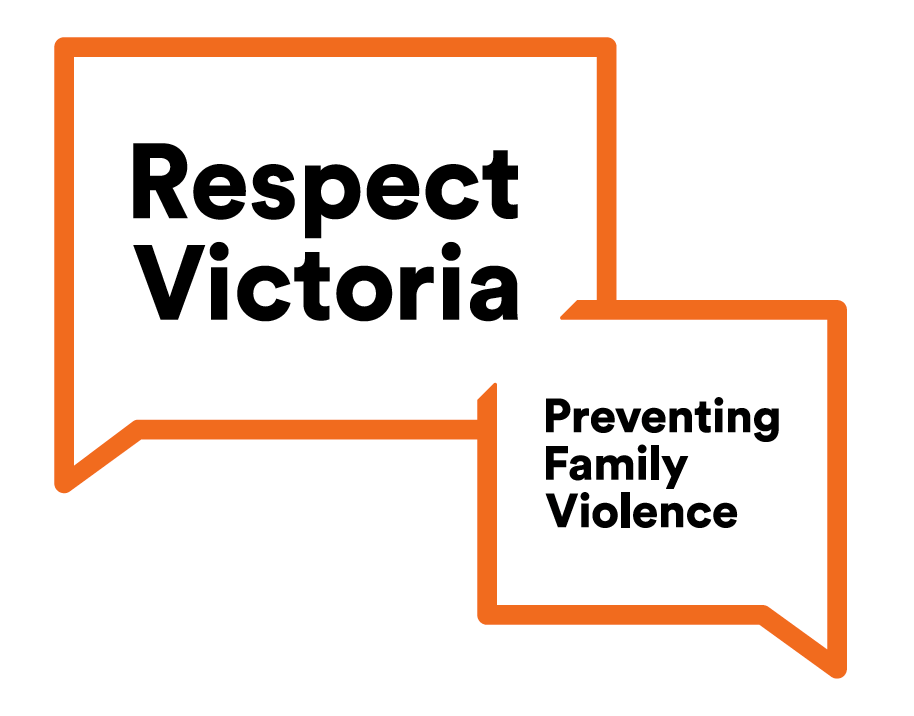 Respect
Victoria
Preventing
Family
Violence